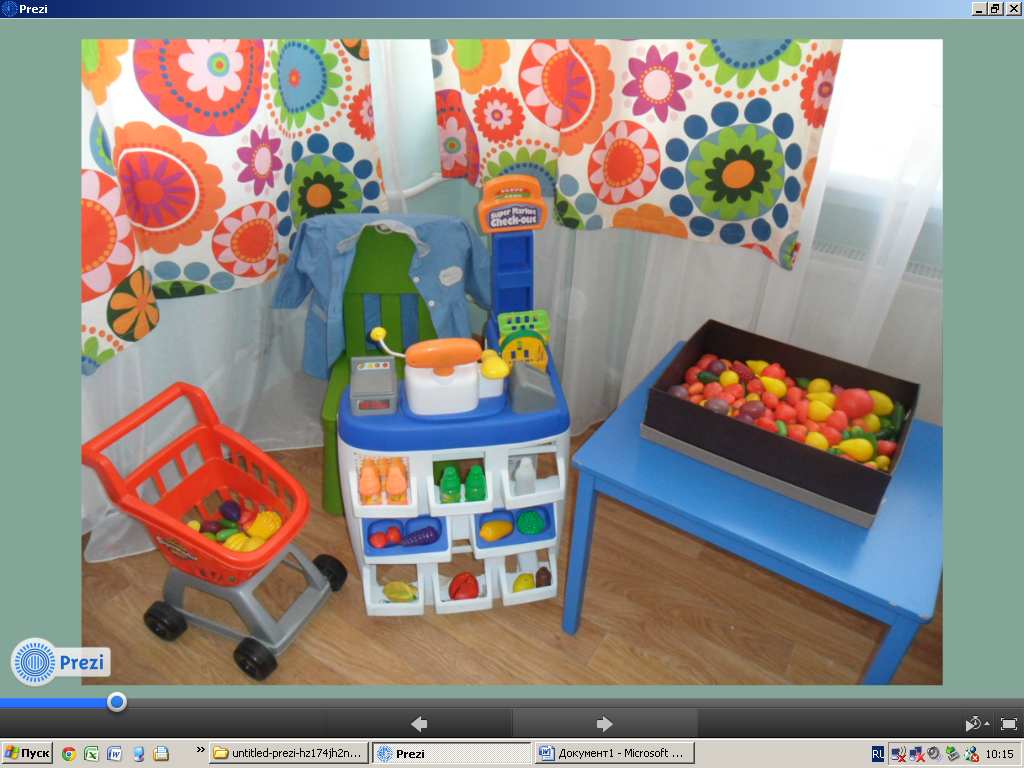 Prezi
Super Market
Check-out
Prezi
Пуск
»
untitled-prezi-hz174jh2n...
Prezi
Документ1 - Microsoft ...
RL
10:15